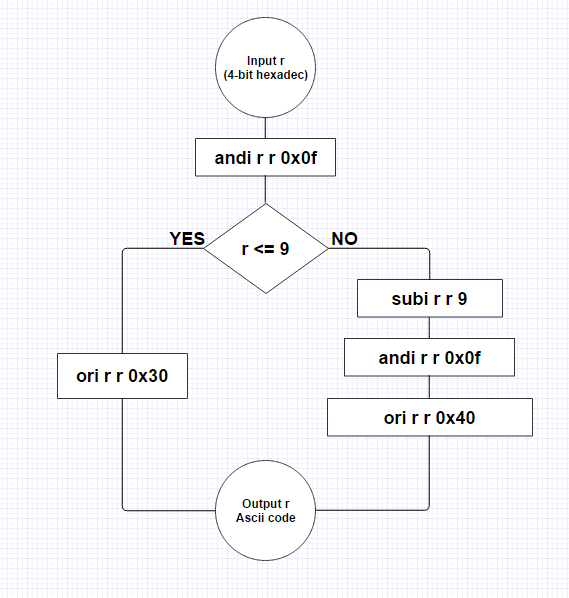 Input r
(4-bit hexadec)
andi r r 0x0f
YES
r <= 9
NO
subi r r 9
andi r r 0x0f
ori r r 0x30
ori r r 0x40
Output r
Ascii code